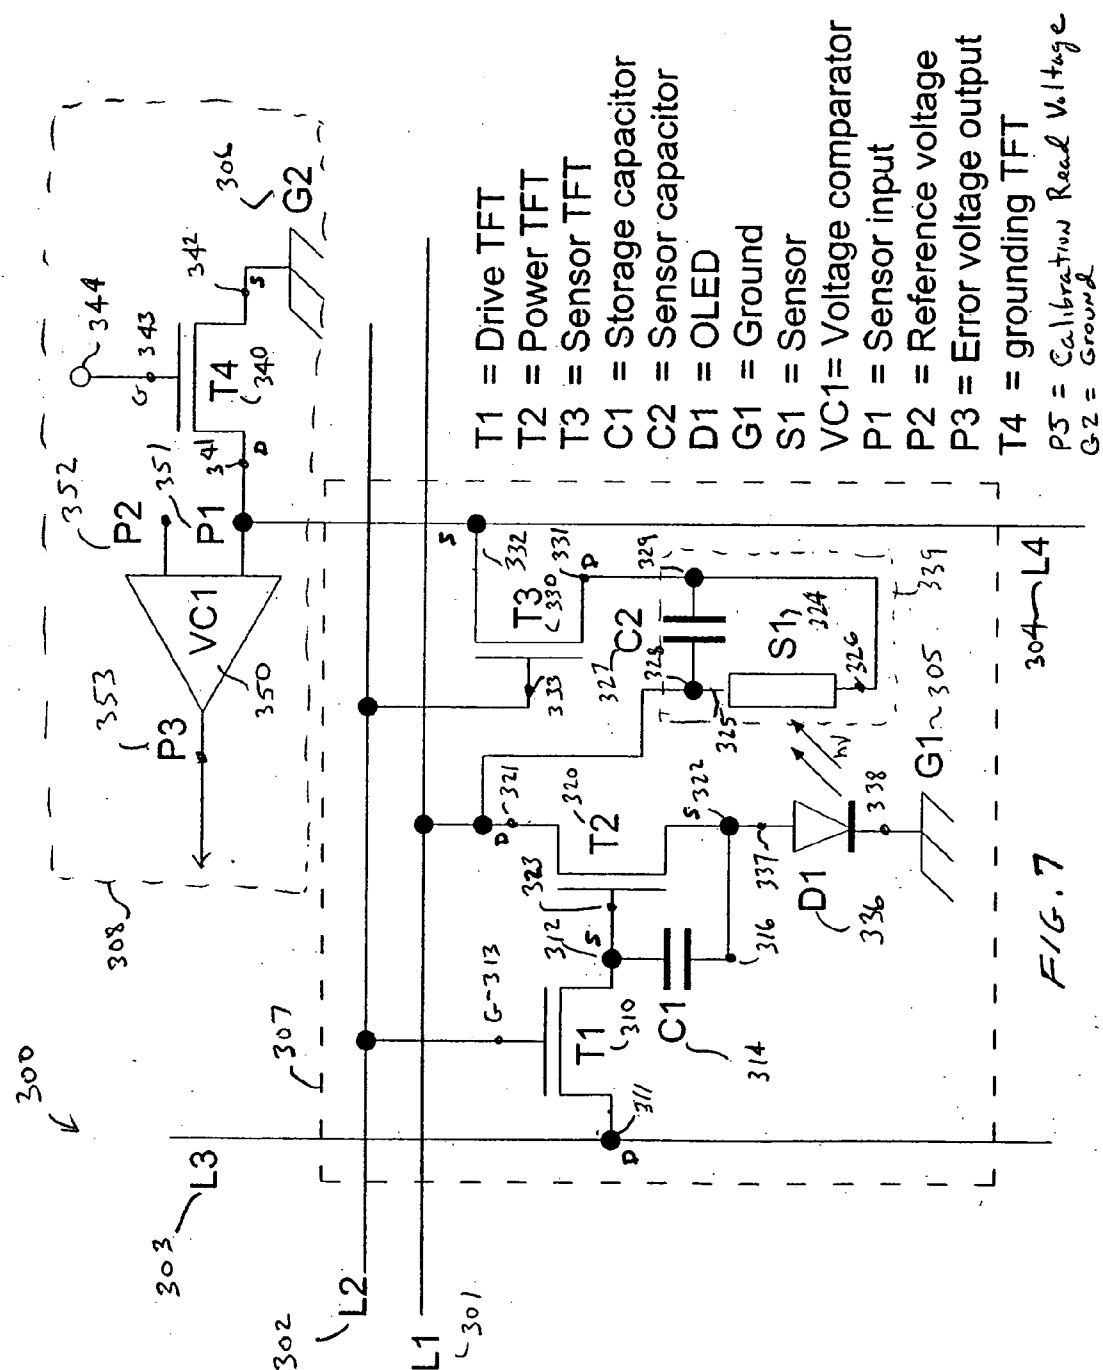 300
303
L3
302
L2
L1
301
307
308
353
P3
350
VC1
352
P2
351
P1
341
D
T4
340
G
343
344
342
S
306
G2
G-313
T1
310
311
D
312
S
323
C1
314
316
T2
320
321
D
322
S
337
D1
336
338
G1~305
hν
325
326
S1
324
C2
327
328
329
339
T3
330
331
D
332
S
333
304
L4
T1 = Drive TFT
T2 = Power TFT
T3 = Sensor TFT
C1 = Storage capacitor
C2 = Sensor capacitor
D1 = OLED
G1 = Ground
S1 = Sensor
VC1= Voltage comparator
P1 = Sensor input
P2 = Reference voltage
P3 = Error voltage output
T4 = grounding TFT
P5 = Calibration Read Voltage
G2 = Ground
FIG. 7